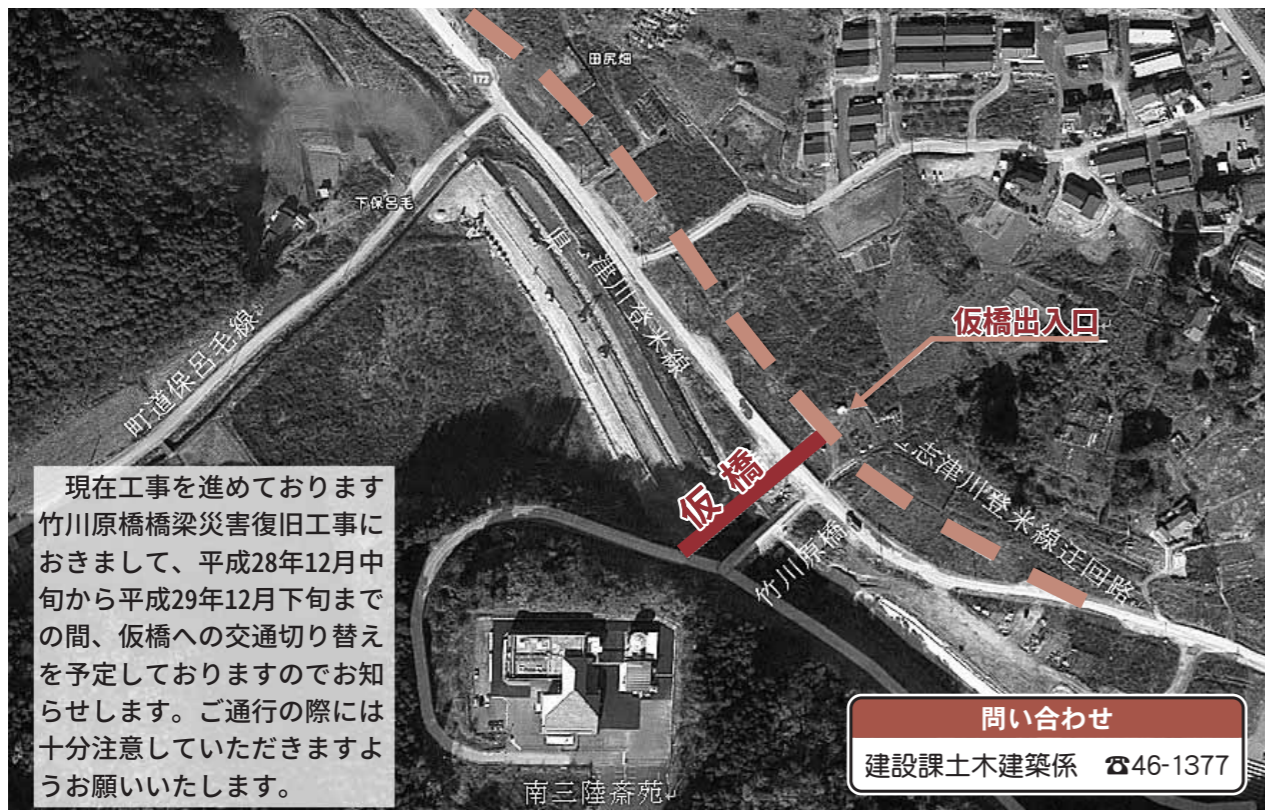 田尻畑
172
下保呂毛
県志津川登米線
町道保呂毛線
仮橋出入口
仮橋
志津川登米線迂回路
竹川原橋
南三陸斎苑
現在工事を進めております
竹川原橋橋梁災害復旧工事に
おきまして、平成28年12月中
旬から平成29年12月下旬まで
の間、仮橋への交通切り替え
を予定しておりますのでお知
らせします。ご通行の際には
十分注意していただきますよ
うお願いいたします。
問い合わせ
建設課土木建築係 ☎46-1377